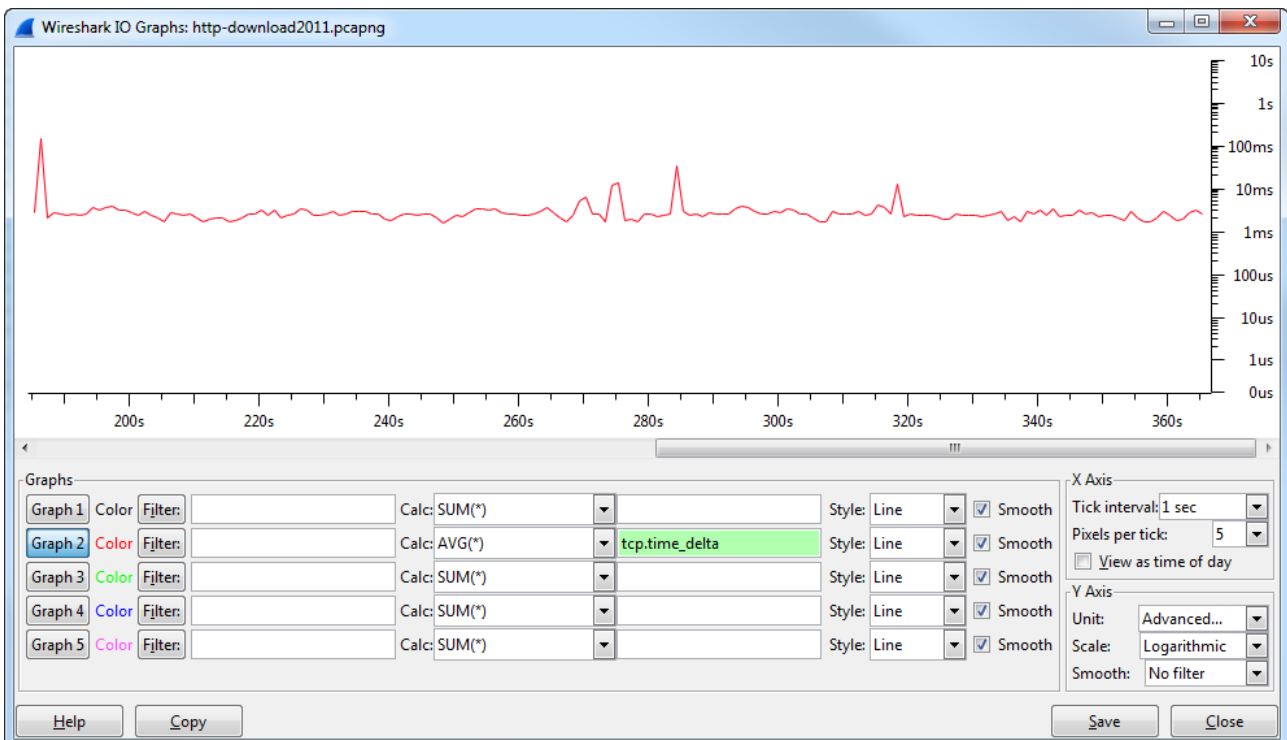 Wireshark IO Graphs: http-download2011.pcapng
10s
1s
100ms
10ms
1ms
100us
10us
1us
0us
200s 220s 240s 260s 280s 300s 320s 340s 360s
Graphs
Graph 1 Color Filter: Calc: SUM(*) Style: Line Smooth
Graph 2 Color Filter: Calc: AVG(*) tcp.time_delta Style: Line Smooth
Graph 3 Color Filter: Calc: SUM(*) Style: Line Smooth
Graph 4 Color Filter: Calc: SUM(*) Style: Line Smooth
Graph 5 Color Filter: Calc: SUM(*) Style: Line Smooth
X Axis
Tick interval: 1 sec
Pixels per tick: 5
View as time of day
Y Axis
Unit: Advanced...
Scale: Logarithmic
Smooth: No filter
Help Copy Save Close